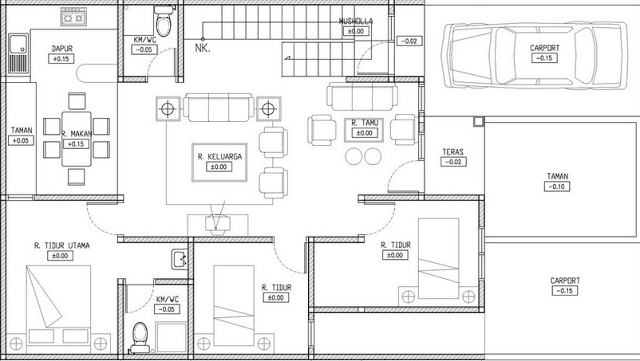 MUSHOLLA
±0.00
KM/WC
-0.05
NK.
-0.02
DAPUR
+0.15
CARPORT
-0.15
TAMAN
+0.05
R. MAKAN
+0.15
R. TAMU
±0.00
R. KELUARGA
±0.00
TERAS
-0.02
TAMAN
-0.10
R. TIDUR UTAMA
±0.00
R. TIDUR
±0.00
CARPORT
-0.15
R. TIDUR
±0.00
KM/WC
-0.05